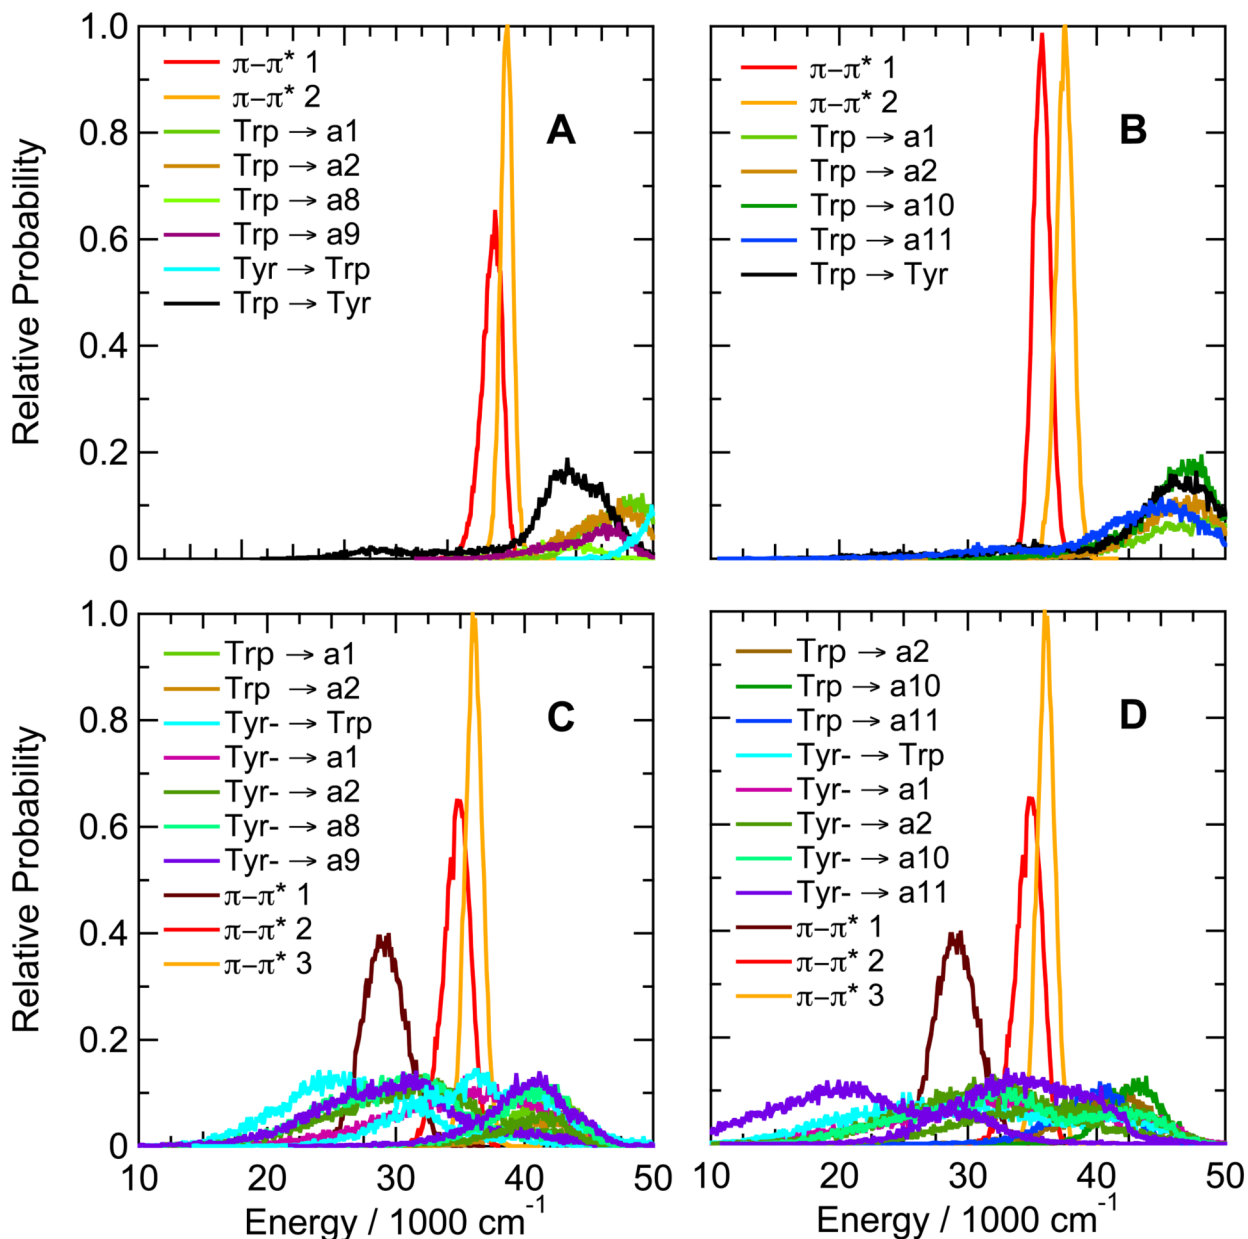 1.0
0.8
0.6
0.4
0.2
0
Relative Probability
π–π* 1
π–π* 2
Trp → a1
Trp → a2
Trp → a8
Trp → a9
Tyr → Trp
Trp → Tyr
A
π–π* 1
π–π* 2
Trp → a1
Trp → a2
Trp → a10
Trp → a11
Trp → Tyr
B
1.0
0.8
0.6
0.4
0.2
0
Relative Probability
Trp → a1
Trp → a2
Tyr- → Trp
Tyr- → a1
Tyr- → a2
Tyr- → a8
Tyr- → a9
π–π* 1
π–π* 2
π–π* 3
C
10 20 30 40 50
Energy / 1000 cm⁻¹
Trp → a2
Trp → a10
Trp → a11
Tyr- → Trp
Tyr- → a1
Tyr- → a2
Tyr- → a10
Tyr- → a11
π–π* 1
π–π* 2
π–π* 3
D
10 20 30 40 50
Energy / 1000 cm⁻¹